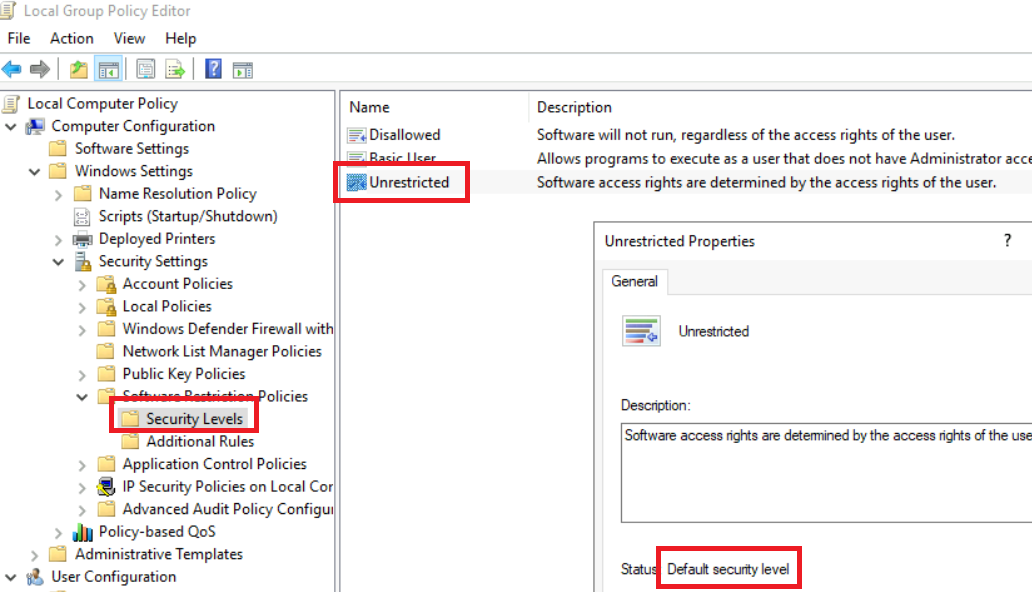 Local Group Policy Editor
File Action View Help
Local Computer Policy
Computer Configuration
Software Settings
Windows Settings
Name Resolution Policy
Scripts (Startup/Shutdown)
Deployed Printers
Security Settings
Account Policies
Local Policies
Windows Defender Firewall with
Network List Manager Policies
Public Key Policies
Software Restriction Policies
Security Levels
Additional Rules
Application Control Policies
IP Security Policies on Local Cor
Advanced Audit Policy Configu
Policy-based QoS
Administrative Templates
User Configuration
Name Description
Disallowed Software will not run, regardless of the access rights of the user.
Basic User Allows programs to execute as a user that does not have Administrator acce
Unrestricted Software access rights are determined by the access rights of the user.
Unrestricted Properties ?
General
Unrestricted
Description:
Software access rights are determined by the access rights of the use
Status Default security level